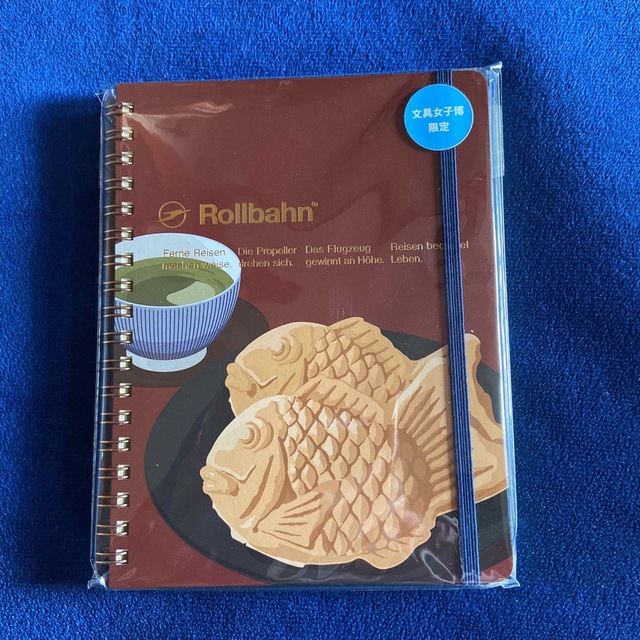 文具女子博
限定
Rollbahn®
Ferne Reisen Die Propeller Das Flugzeug Reisen
machen weise. drehen sich. gewinnt an Höhe. Leben.